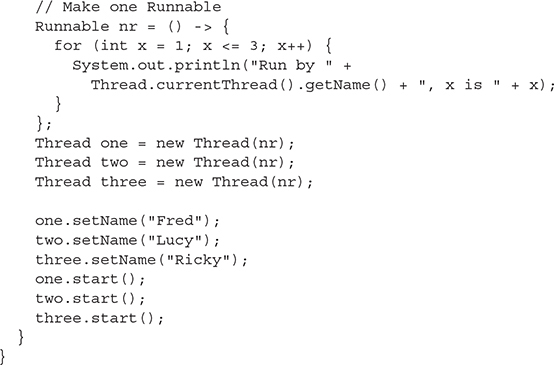 // Make one Runnable
Runnable nr = () -> {
for (int x = 1; x <= 3; x++) {
System.out.println("Run by " +
Thread.currentThread().getName() + ", x is " + x);
}
};
Thread one = new Thread(nr);
Thread two = new Thread(nr);
Thread three = new Thread(nr);
one.setName("Fred");
two.setName("Lucy");
three.setName("Ricky");
one.start();
two.start();
three.start();
}
}